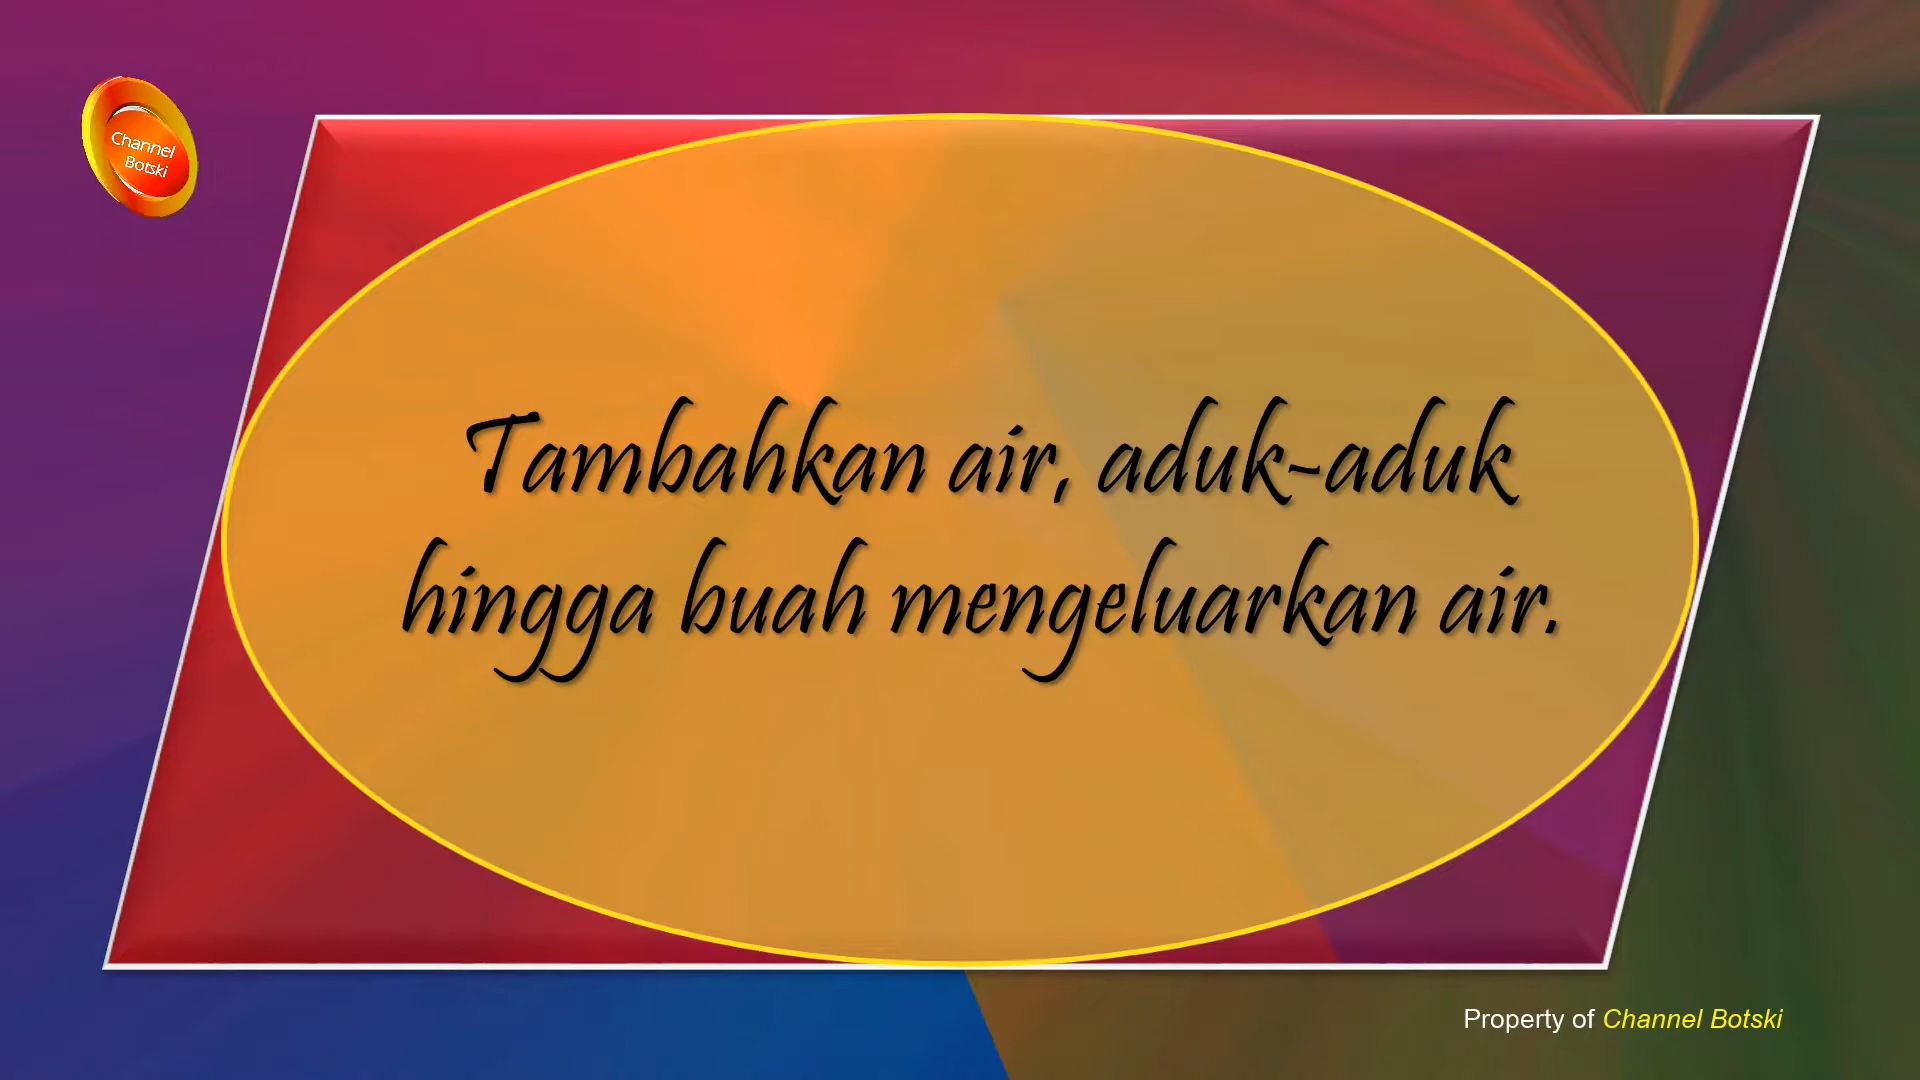 Channel
Botski
Tambahkan air, aduk-aduk
hingga buah mengeluarkan air.
Property of Channel Botski